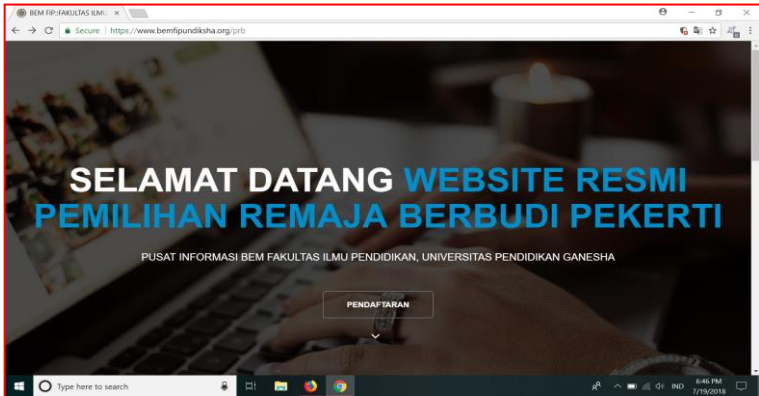 BEM FIP::FAKULTAS ILMU
Secure | https://www.bemfipundiksha.org/prb
SELAMAT DATANG WEBSITE RESMI
PEMILIHAN REMAJA BERBUDI PEKERTI
PUSAT INFORMASI BEM FAKULTAS ILMU PENDIDIKAN, UNIVERSITAS PENDIDIKAN GANESHA
PENDAFTARAN
Type here to search
IND
6:46 PM
7/19/2018